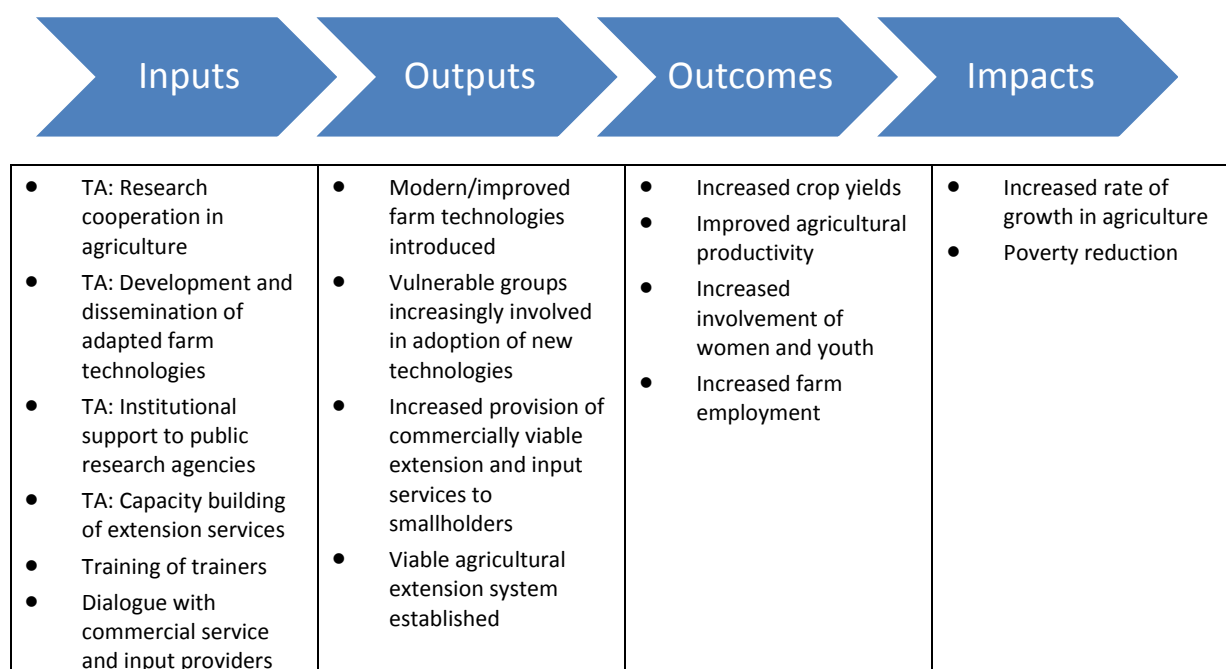 Inputs
Outputs
Outcomes
Impacts
● TA: Research
cooperation in
agriculture
● TA: Development and
dissemination of
adapted farm
technologies
● TA: Institutional
support to public
research agencies
● TA: Capacity building
of extension services
● Training of trainers
● Dialogue with
commercial service
and input providers
● Modern/improved
farm technologies
introduced
● Vulnerable groups
increasingly involved
in adoption of new
technologies
● Increased provision of
commercially viable
extension and input
services to
smallholders
● Viable agricultural
extension system
established
● Increased crop yields
● Improved agricultural
productivity
● Increased
involvement of
women and youth
● Increased farm
employment
● Increased rate of
growth in agriculture
● Poverty reduction